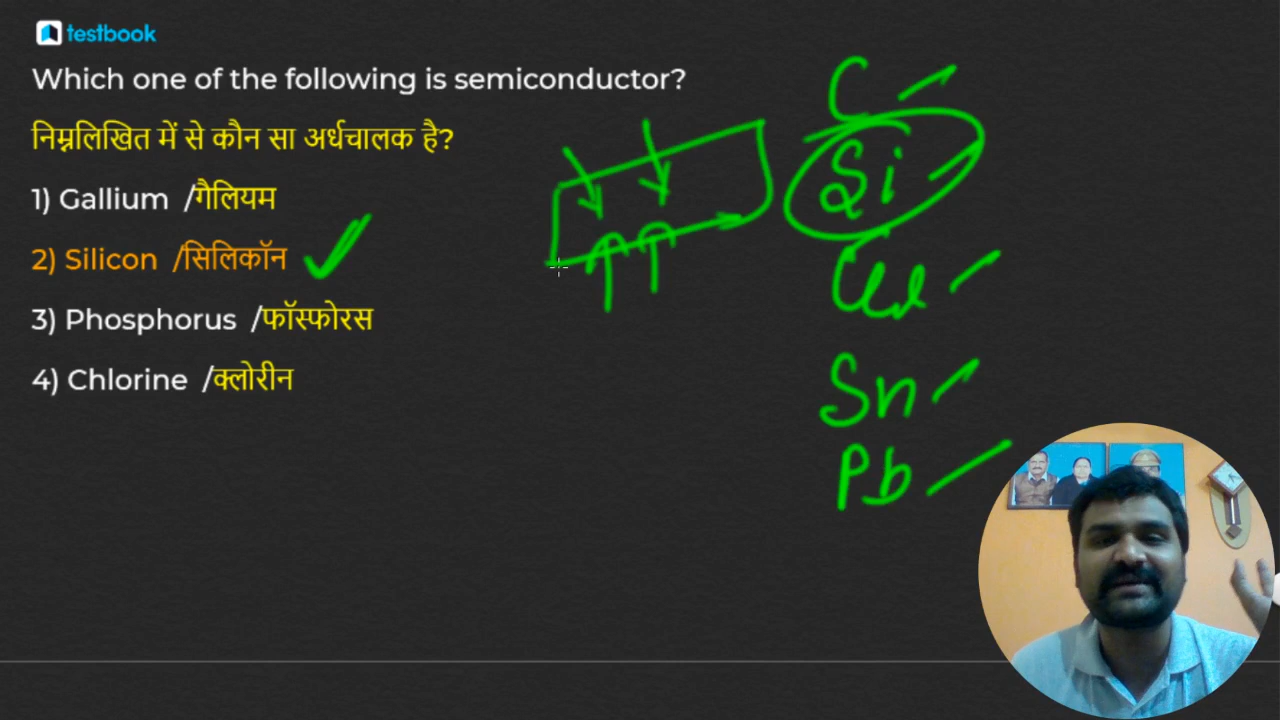 testbook
Which one of the following is semiconductor?
निम्नलिखित में से कौन सा अर्धचालक है?
1) Gallium /गैलियम
2) Silicon /सिलिकॉन
3) Phosphorus /फॉस्फोरस
4) Chlorine /क्लोरीन
C
Si
Sn
Pb